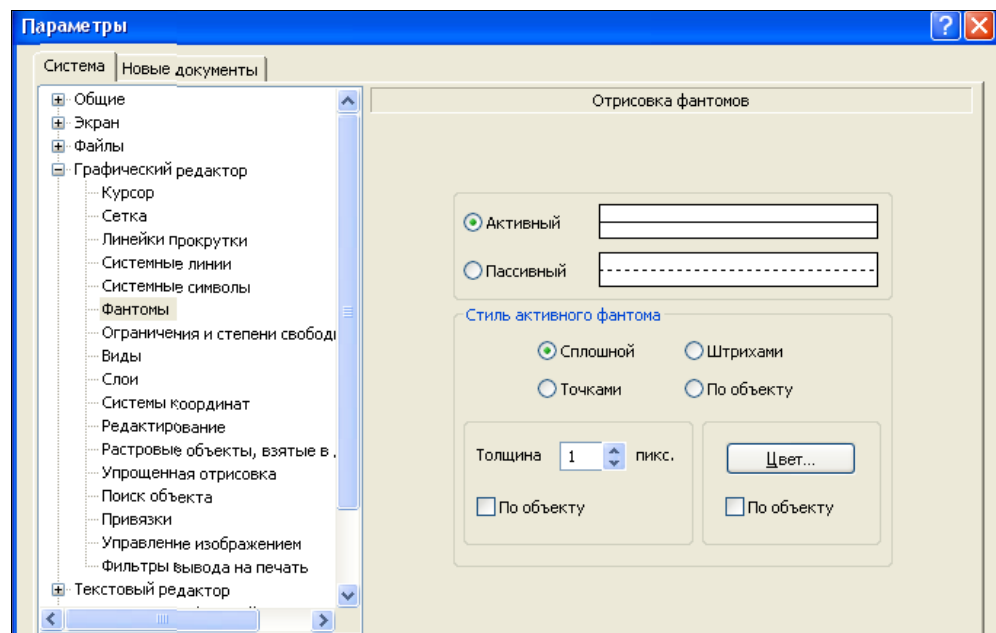 Параметры
Система
Новые документы
Общие
Экран
Файлы
Графический редактор
Курсор
Сетка
Линейки прокрутки
Системные линии
Системные символы
Фантомы
Ограничения и степени свобод
Виды
Слои
Системы координат
Редактирование
Растровые объекты, взятые в
Упрощенная отрисовка
Поиск объекта
Привязки
Управление изображением
Фильтры вывода на печать
Текстовый редактор
Отрисовка фантомов
Активный
Пассивный
Стиль активного фантома
Сплошной
Штрихами
Точками
По объекту
Толщина 1 пикс.
По объекту
Цвет...
По объекту